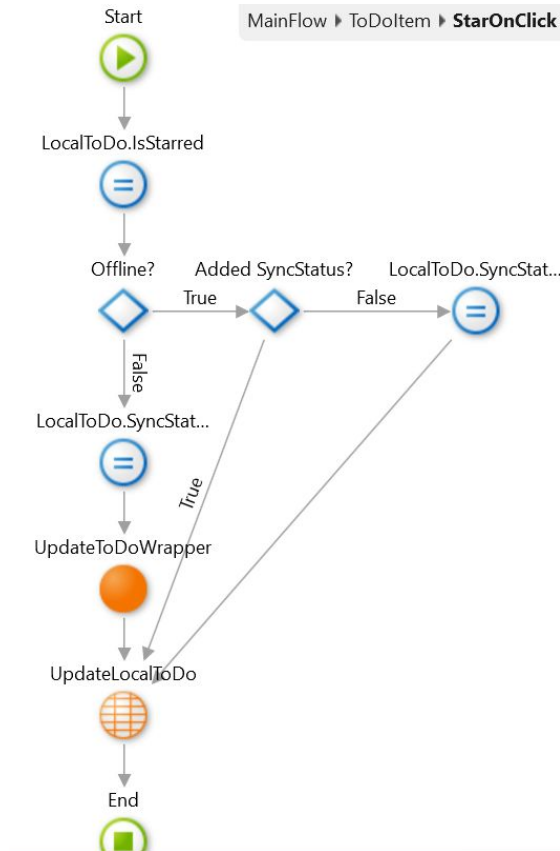 Start
MainFlow ▸ ToDoItem ▸ StarOnClick
LocalToDo.IsStarred
Offline?
Added SyncStatus?
LocalToDo.SyncStat...
True
False
False
LocalToDo.SyncStat...
True
UpdateToDoWrapper
UpdateLocalToDo
End